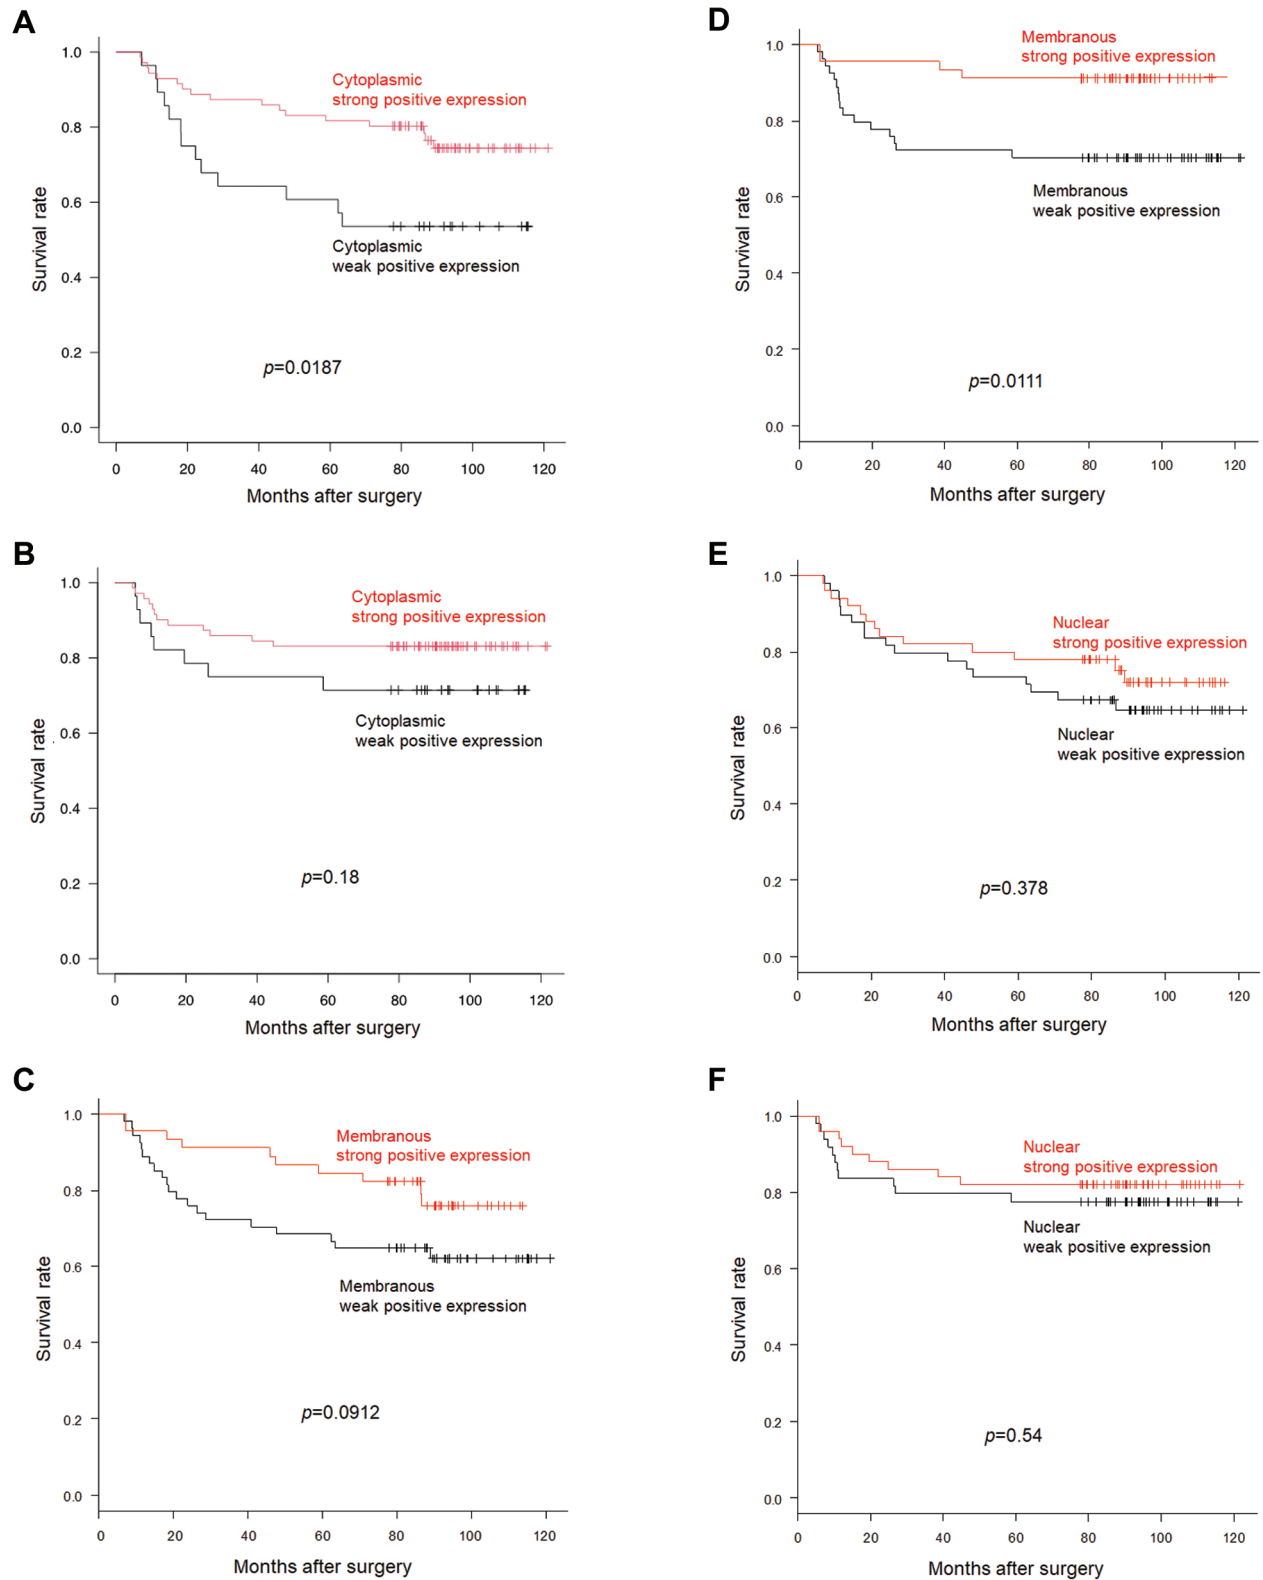 A
1.0
0.8
0.6
0.4
0.2
0.0
Survival rate
Cytoplasmic
strong positive expression
Cytoplasmic
weak positive expression
p=0.0187
0 20 40 60 80 100 120
Months after surgery
B
1.0
0.8
0.6
0.4
0.2
0.0
Survival rate
Cytoplasmic
strong positive expression
Cytoplasmic
weak positive expression
p=0.18
0 20 40 60 80 100 120
Months after surgery
C
1.0
0.8
0.6
0.4
0.2
0.0
Survival rate
Membranous
strong positive expression
Membranous
weak positive expression
p=0.0912
0 20 40 60 80 100 120
Months after surgery
D
1.0
0.8
0.6
0.4
0.2
0.0
Survival rate
Membranous
strong positive expression
Membranous
weak positive expression
p=0.0111
0 20 40 60 80 100 120
Months after surgery
E
1.0
0.8
0.6
0.4
0.2
0.0
Survival rate
Nuclear
strong positive expression
Nuclear
weak positive expression
p=0.378
0 20 40 60 80 100 120
Months after surgery
F
1.0
0.8
0.6
0.4
0.2
0.0
Survival rate
Nuclear
strong positive expression
Nuclear
weak positive expression
p=0.54
0 20 40 60 80 100 120
Months after surgery